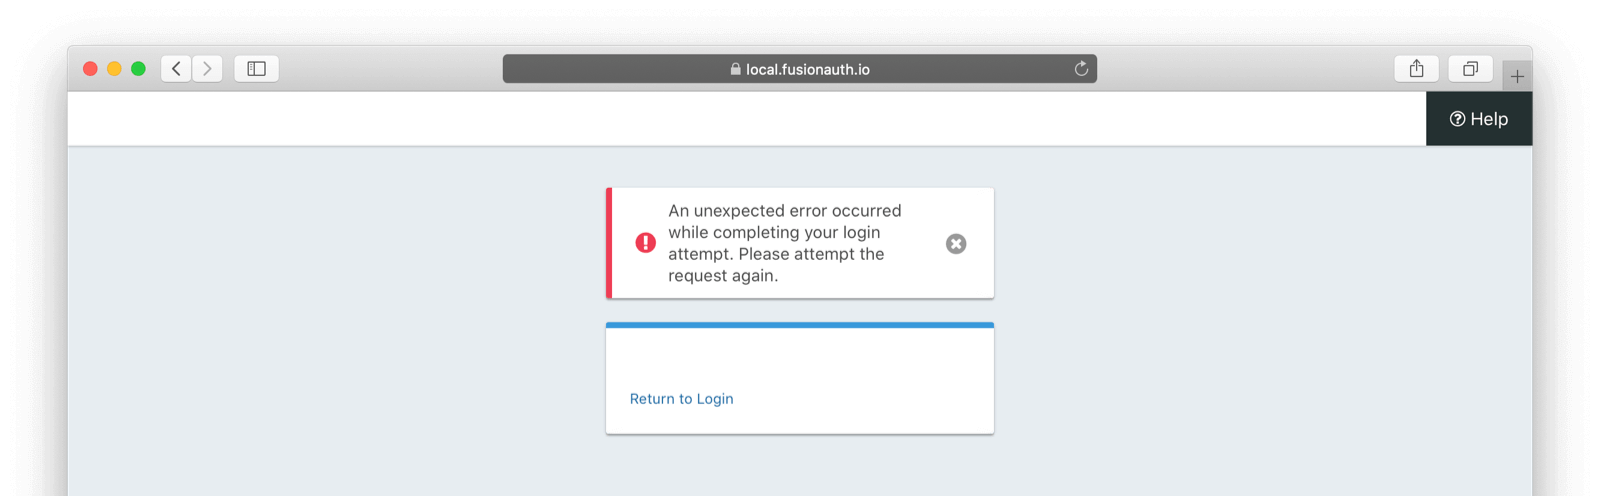 local.fusionauth.io
Help
An unexpected error occurred
while completing your login
attempt. Please attempt the
request again.
Return to Login